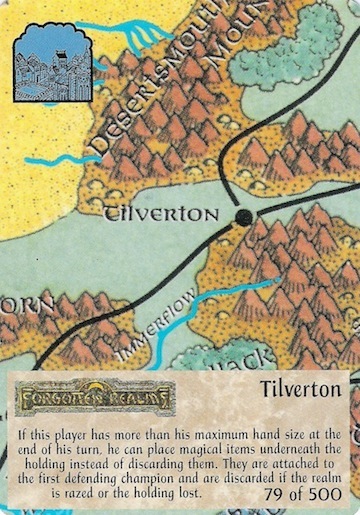 Desertsmouth
Moun
Tilverton
ORN
Immerflow
Hack
FORGOTTEN REALMS
Tilverton
If this player has more than his maximum hand size at the
end of his turn, he can place magical items underneath the
holding instead of discarding them. They are attached to
the first defending champion and are discarded if the realm
is razed or the holding lost.
79 of 500